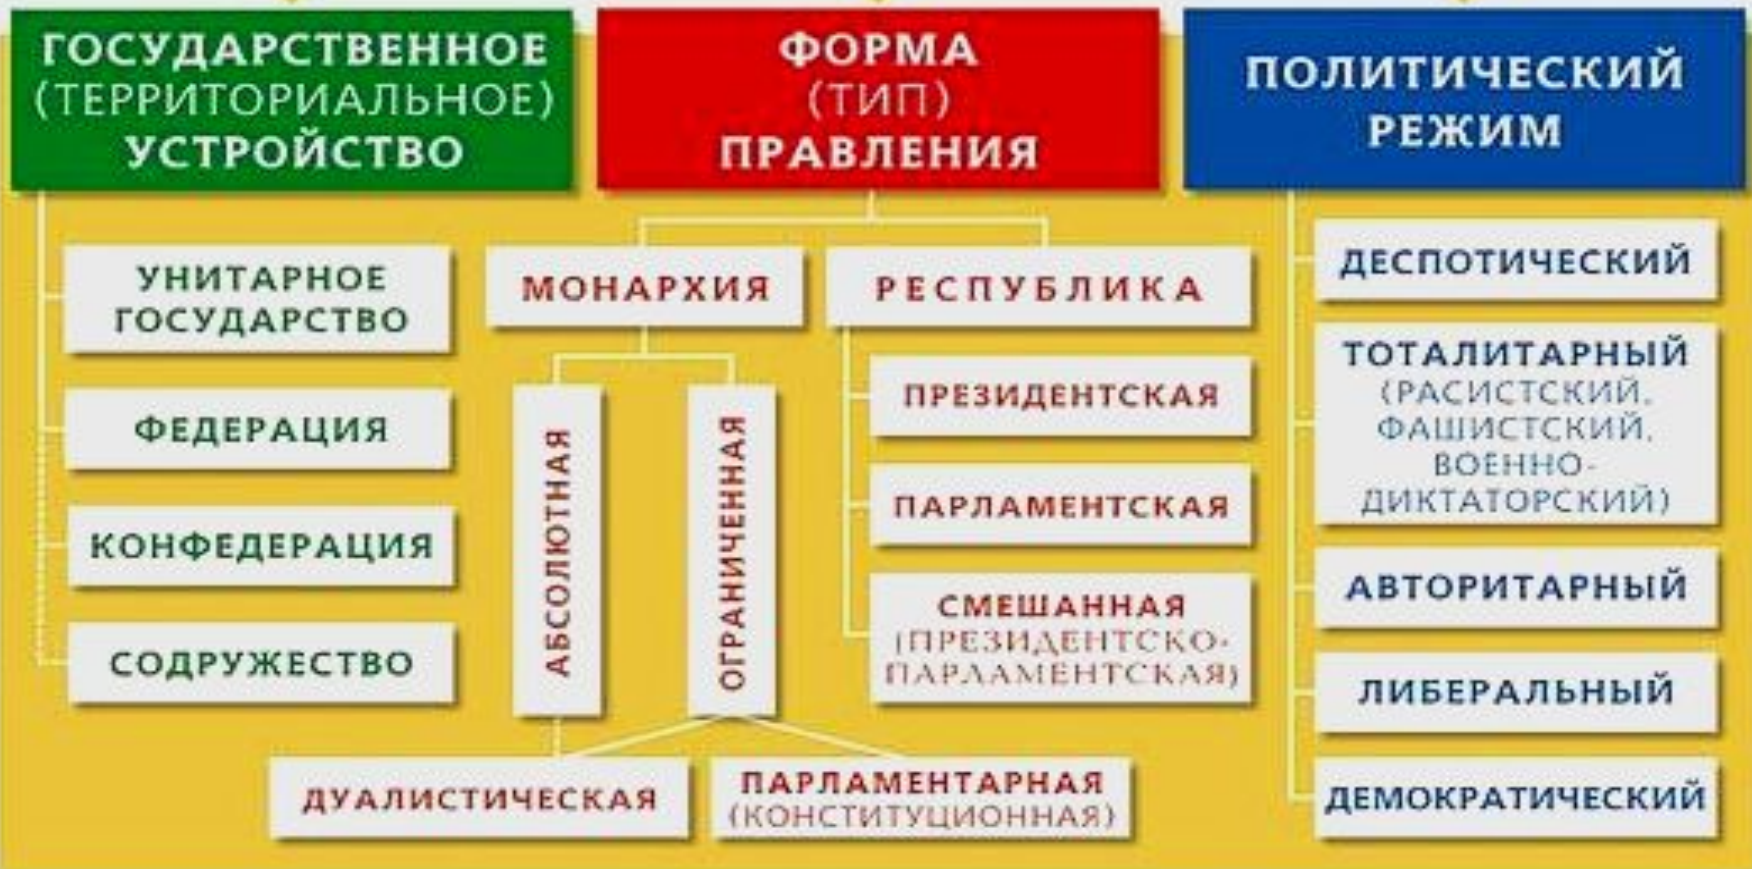 ГОСУДАРСТВЕННОЕ
(ТЕРРИТОРИАЛЬНОЕ)
УСТРОЙСТВО
УНИТАРНОЕ
ГОСУДАРСТВО
ФЕДЕРАЦИЯ
КОНФЕДЕРАЦИЯ
СОДРУЖЕСТВО
ФОРМА
(ТИП)
ПРАВЛЕНИЯ
МОНАРХИЯ
АБСОЛЮТНАЯ
ОГРАНИЧЕННАЯ
ДУАЛИСТИЧЕСКАЯ
ПАРЛАМЕНТАРНАЯ
(КОНСТИТУЦИОННАЯ)
РЕСПУБЛИКА
ПРЕЗИДЕНТСКАЯ
ПАРЛАМЕНТСКАЯ
СМЕШАННАЯ
(ПРЕЗИДЕНТСКО-
ПАРЛАМЕНТСКАЯ)
ПОЛИТИЧЕСКИЙ
РЕЖИМ
ДЕСПОТИЧЕСКИЙ
ТОТАЛИТАРНЫЙ
(РАСИСТСКИЙ,
ФАШИСТСКИЙ,
ВОЕННО-
ДИКТАТОРСКИЙ)
АВТОРИТАРНЫЙ
ЛИБЕРАЛЬНЫЙ
ДЕМОКРАТИЧЕСКИЙ